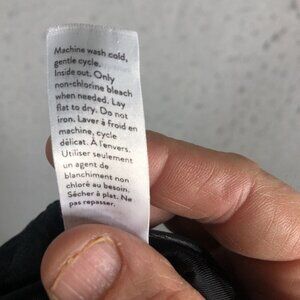 Machine wash cold,
gentle cycle.
Inside out. Only
non-chlorine bleach
when needed. Lay
flat to dry. Do not
iron. Laver à froid en
machine, cycle
délicat. À l'envers.
Utiliser seulement
un agent de
blanchiment non
chloré au besoin.
Sécher à plat. Ne
pas repasser.